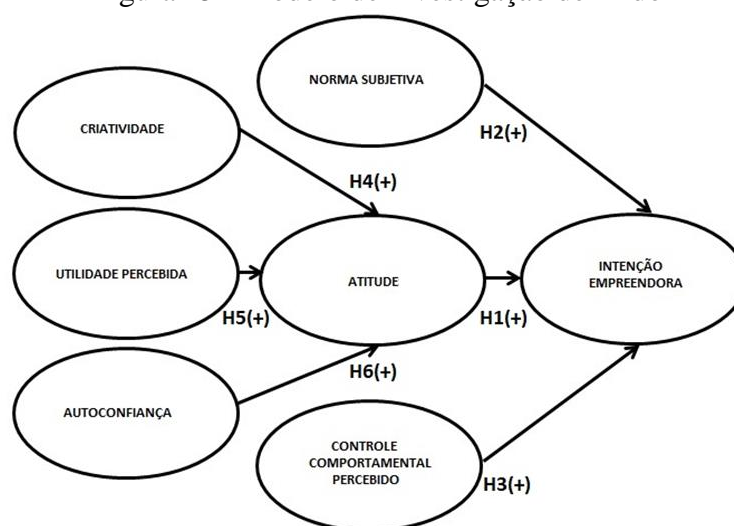 NORMA SUBJETIVA
CRIATIVIDADE
H2(+)
H4(+)
UTILIDADE PERCEBIDA
ATITUDE
INTENÇÃO
EMPREENDORA
H5(+)
H1(+)
H6(+)
AUTOCONFIANÇA
CONTROLE
COMPORTAMENTAL
PERCEBIDO
H3(+)